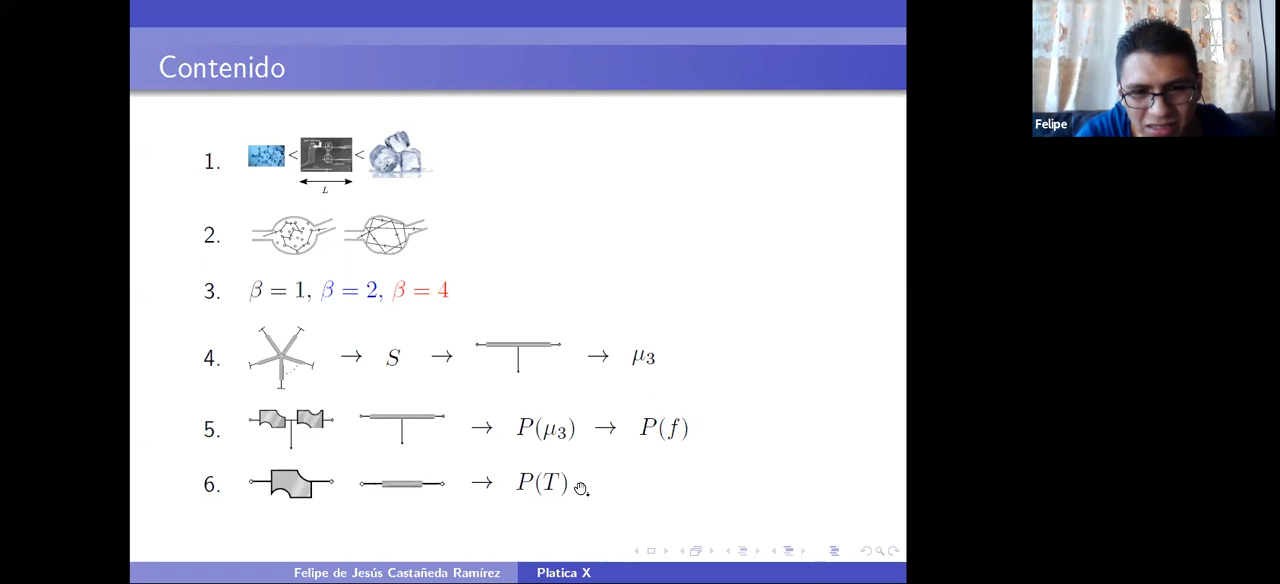 Contenido
Felipe
1. < <
L
2.
3. β = 1, β = 2, β = 4
4. → S → → μ₃
5. → P(μ₃) → P(f)
6. → P(T)
Felipe de Jesús Castañeda Ramírez Platica X